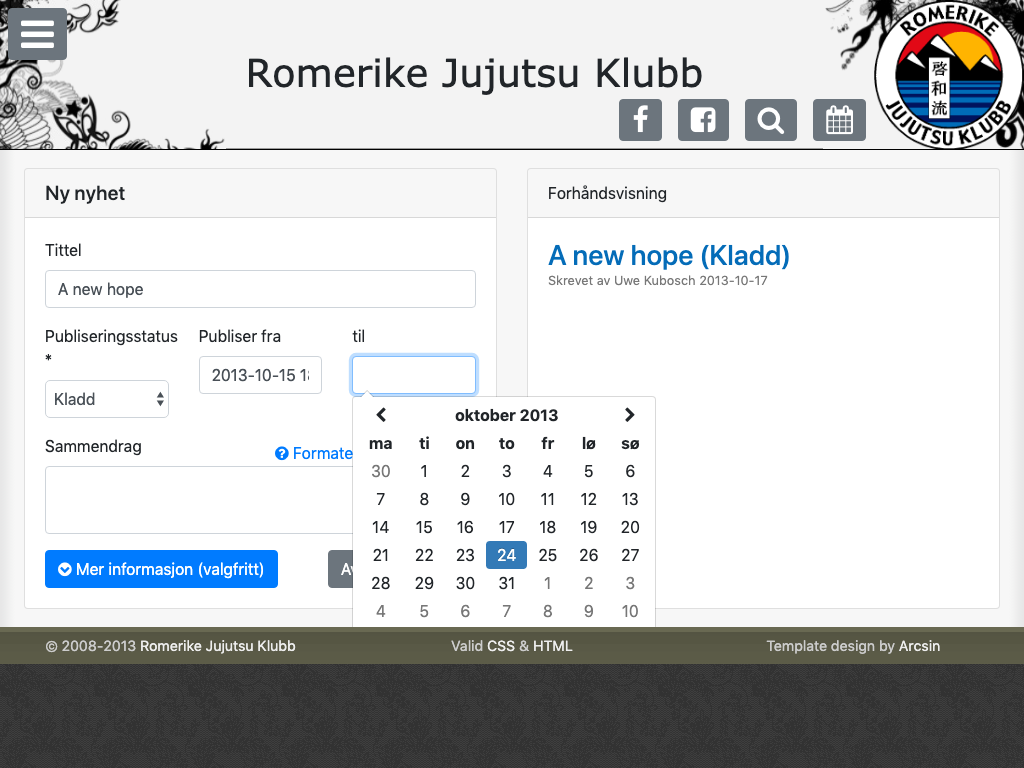 Romerike Jujutsu Klubb
ROMERIKE
啓和流
JUJUTSU KLUBB
Ny nyhet
Tittel
A new hope
Publiseringsstatus *
Publiser fra
til
Kladd
2013-10-15 18
oktober 2013
ma ti on to fr lø sø
30 1 2 3 4 5 6
7 8 9 10 11 12 13
14 15 16 17 18 19 20
21 22 23 24 25 26 27
28 29 30 31 1 2 3
4 5 6 7 8 9 10
Sammendrag
Formate
Mer informasjon (valgfritt)
Av
Forhåndsvisning
A new hope (Kladd)
Skrevet av Uwe Kubosch 2013-10-17
© 2008-2013 Romerike Jujutsu Klubb
Valid CSS & HTML
Template design by Arcsin